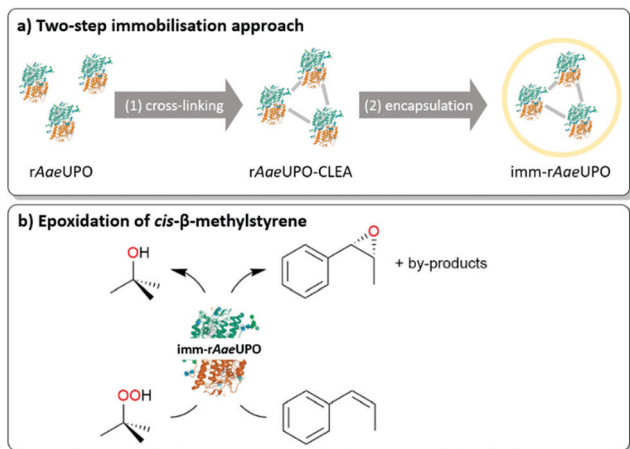 a) Two-step immobilisation approach
(1) cross-linking
(2) encapsulation
rAaeUPO
rAaeUPO-CLEA
imm-rAaeUPO
b) Epoxidation of cis-β-methylstyrene
OH
O
+ by-products
imm-rAaeUPO
OOH